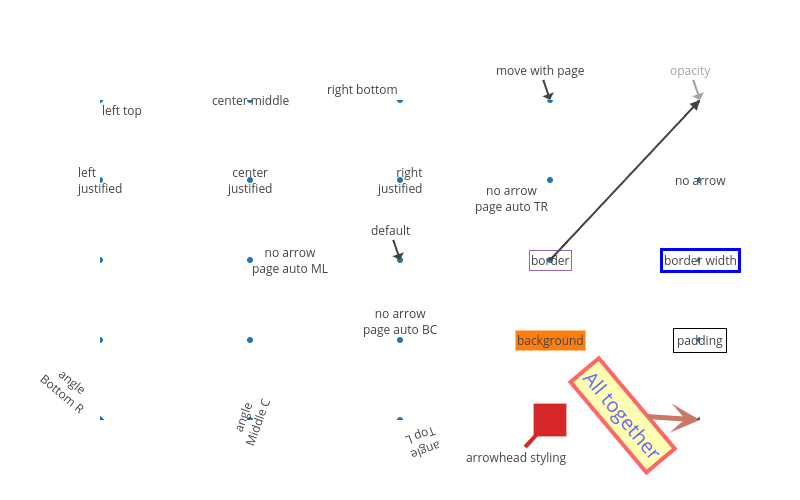 move with page
opacity
right bottom
center-middle
left top
left
justified
center
justified
right
justified
no arrow
page auto TR
no arrow
default
no arrow
page auto ML
border
border width
no arrow
page auto BC
background
padding
angle
Bottom R
angle
Middle C
angle
Top L
arrowhead styling
All together